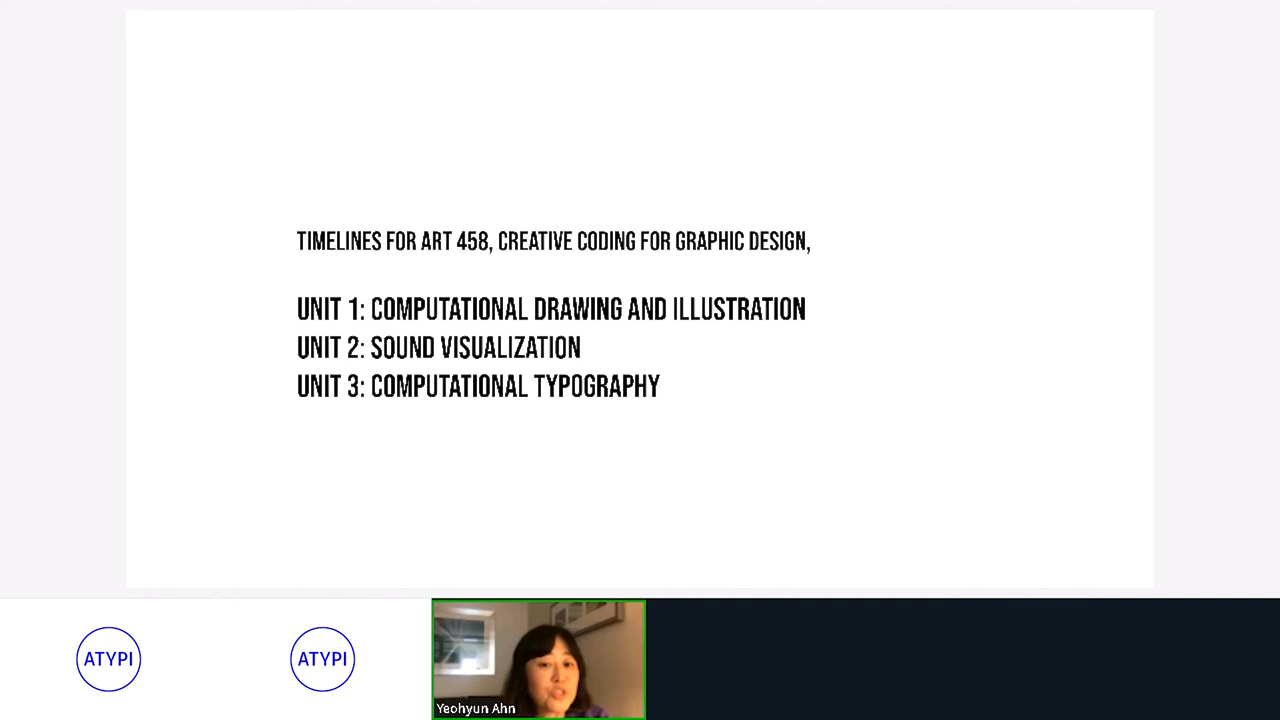 TIMELINES FOR ART 458, CREATIVE CODING FOR GRAPHIC DESIGN,
UNIT 1: COMPUTATIONAL DRAWING AND ILLUSTRATION
UNIT 2: SOUND VISUALIZATION
UNIT 3: COMPUTATIONAL TYPOGRAPHY
ATYPI
ATYPI
Yeohyun Ahn